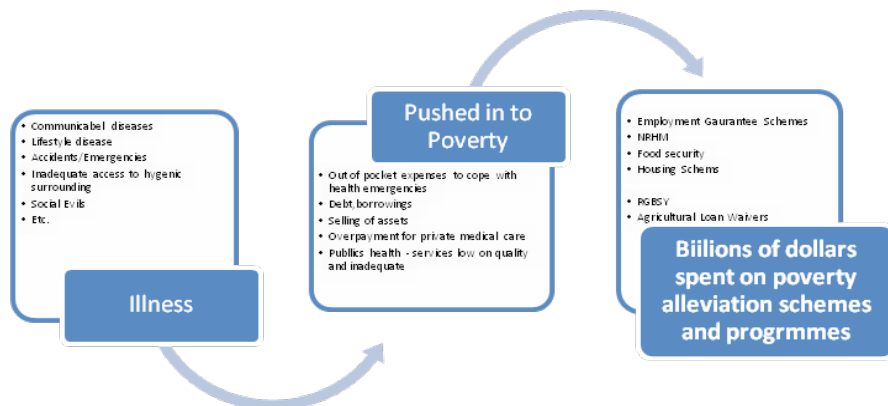 • Communicabel diseases
• Lifestyle disease
• Accidents/Emergencies
• Inadequate access to hygenic
surrounding
• Social Evils
• Etc.
Illness
Pushed in to
Poverty
• Out of pocket expenses to cope with
health emergencies
• Debt,borrowings
• Selling of assets
• Overpayment for private medical care
• Publlics health - services low on quality
and inadequate
• Employment Gaurantee Schemes
• NRHM
• Food security
• Housing Schems
• RGBSY
• Agricultural Loan Waivers
Biilions of dollars
spent on poverty
alleviation schemes
and progrmmes